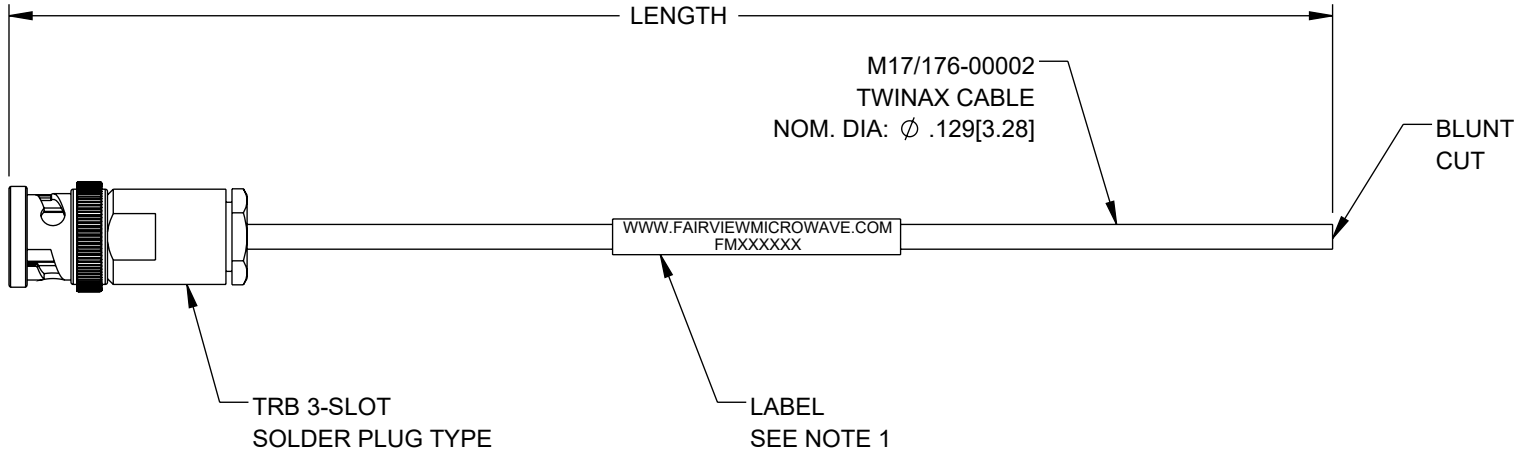 LENGTH
M17/176-00002
TWINAX CABLE
NOM. DIA: ∅ .129[3.28]
BLUNT
CUT
WWW.FAIRVIEWMICROWAVE.COM
FMXXXXXX
TRB 3-SLOT
SOLDER PLUG TYPE
LABEL
SEE NOTE 1